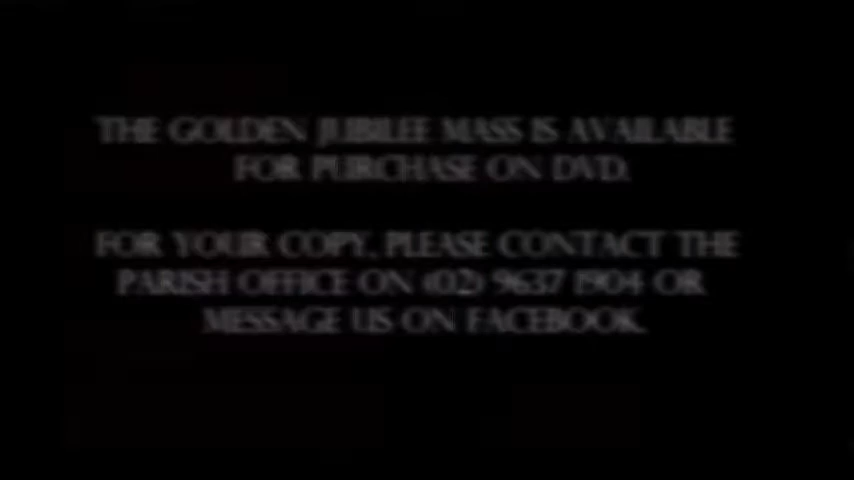 THE GOLDEN JUBILEE MASS IS AVAILABLE
FOR PURCHASE ON DVD.
FOR YOUR COPY, PLEASE CONTACT THE
PARISH OFFICE ON (02) 9637 1904 OR
MESSAGE US ON FACEBOOK.